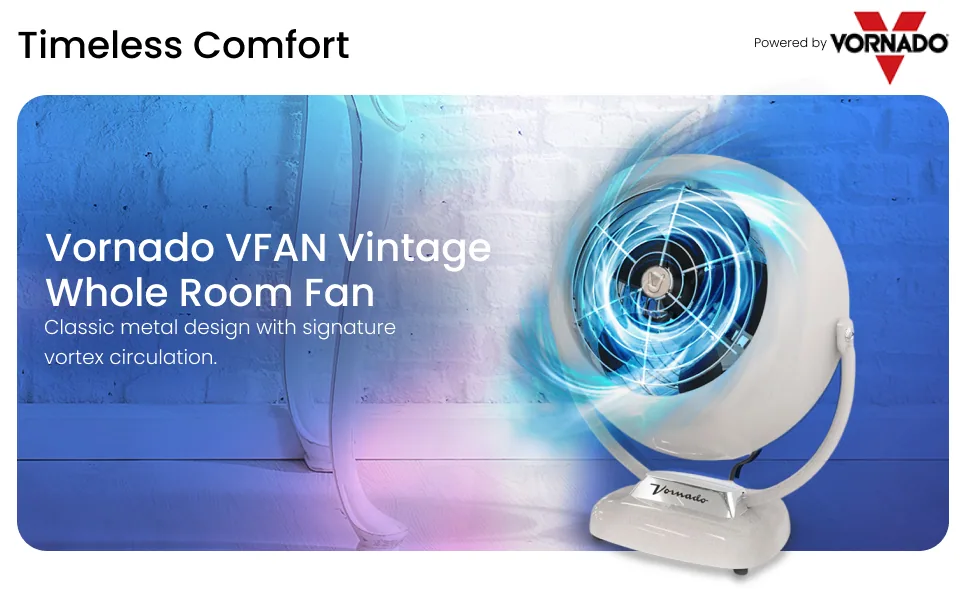 Timeless Comfort
Powered by VORNADO
Vornado VFAN Vintage
Whole Room Fan
Classic metal design with signature
vortex circulation.
Vornado